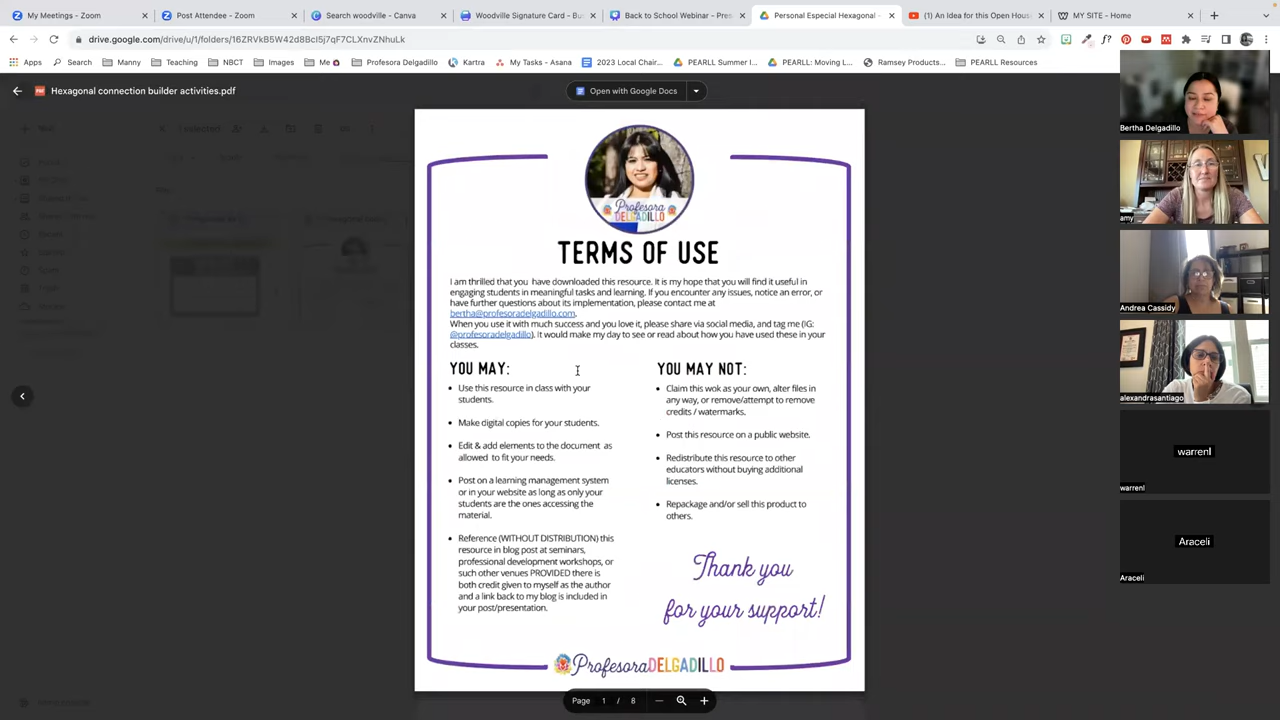 My Meetings - Zoom
Post Attendee - Zoom
Search woodville - Canva
Woodville Signature Card - Bu
Back to School Webinar - Pres
Personal Especial Hexagonal -
(1) An Idea for this Open Hous
MY SITE - Home
drive.google.com/drive/u/1/folders/
Apps
Search
Manny
Teaching
NBCT
Images
Me
Profesora Delgadillo
Kartra
My Tasks - Asana
2023 Local Chair...
PEARLL Summer I...
PEARLL: Moving L...
Ramsey Products...
PEARLL Resources
Hexagonal connection builder activities.pdf
Open with Google Docs
Profesora
DELGADILLO
TERMS OF USE
I am thrilled that you have downloaded this resource. It is my hope that you will find it useful in
engaging students in meaningful tasks and learning. If you encounter any issues, notice an error, or
have further questions about its implementation, please contact me at
bertha@profesoradelgadillo.com.
When you use it with much success and you love it, please share via social media, and tag me (IG:
@profesoradelgadillo). It would make my day to see or read about how you have used these in your
classes.
YOU MAY:
Use this resource in class with your
students.
Make digital copies for your students.
Edit & add elements to the document as
allowed to fit your needs.
Post on a learning management system
or in your website as long as only your
students are the ones accessing the
material.
Reference (WITHOUT DISTRIBUTION) this
resource in blog post at seminars,
professional development workshops, or
such other venues PROVIDED there is
both credit given to myself as the author
and a link back to my blog is included in
your post/presentation.
YOU MAY NOT:
Claim this wok as your own, alter files in
any way, or remove/attempt to remove
credits / watermarks.
Post this resource on a public website.
Redistribute this resource to other
educators without buying additional
licenses.
Repackage and/or sell this product to
others.
Thank you
for your support!
Profesora DELGADILLO
Page 1 / 8
Bertha Delgadillo
amy
Andrea Cassidy
alexandrasantiago
warrenl
warrenl
Araceli
Araceli